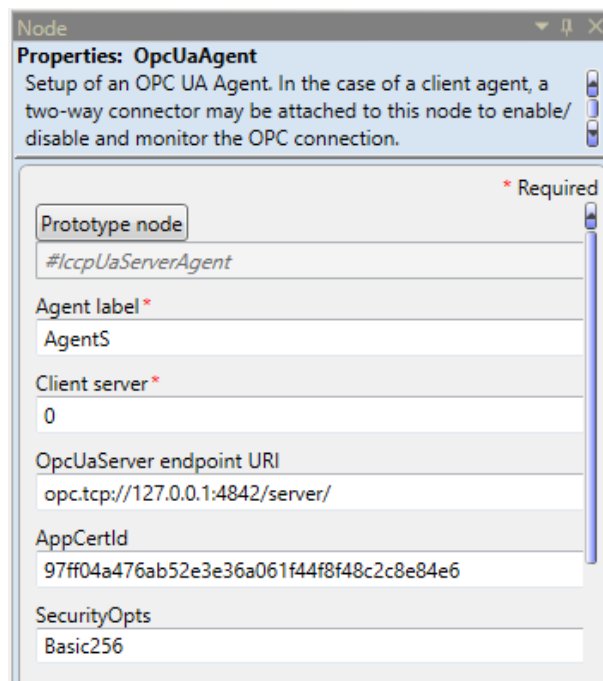 Node
Properties: OpcUaAgent
Setup of an OPC UA Agent. In the case of a client agent, a
two-way connector may be attached to this node to enable/
disable and monitor the OPC connection.
* Required
Prototype node
#IccpUaServerAgent
Agent label*
AgentS
Client server*
0
OpcUaServer endpoint URI
opc.tcp://127.0.0.1:4842/server/
AppCertId
97ff04a476ab52e3e36a061f44f8f48c2c8e84e6
SecurityOpts
Basic256